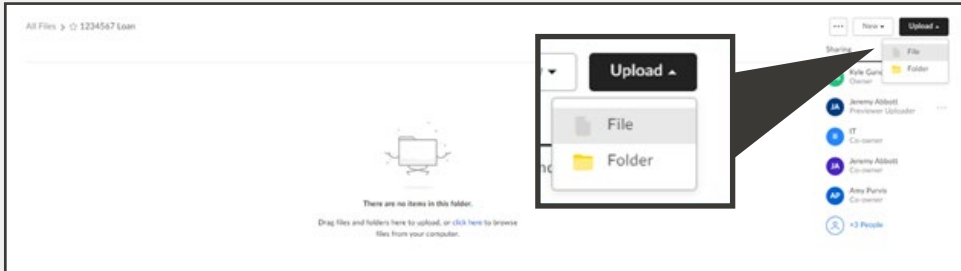 All Files > 1234567 Loan
New
Upload
File
Folder
Sharing
Kyle
Owner
Jeremy Abbott
Previewer Uploader
IT
Co-owner
Jeremy Abbott
Co-owner
Amy Purvis
Co-owner
+3 People
Upload
File
Folder
There are no items in this folder.
Drag files and folders here to upload, or click here to browse
files from your computer.